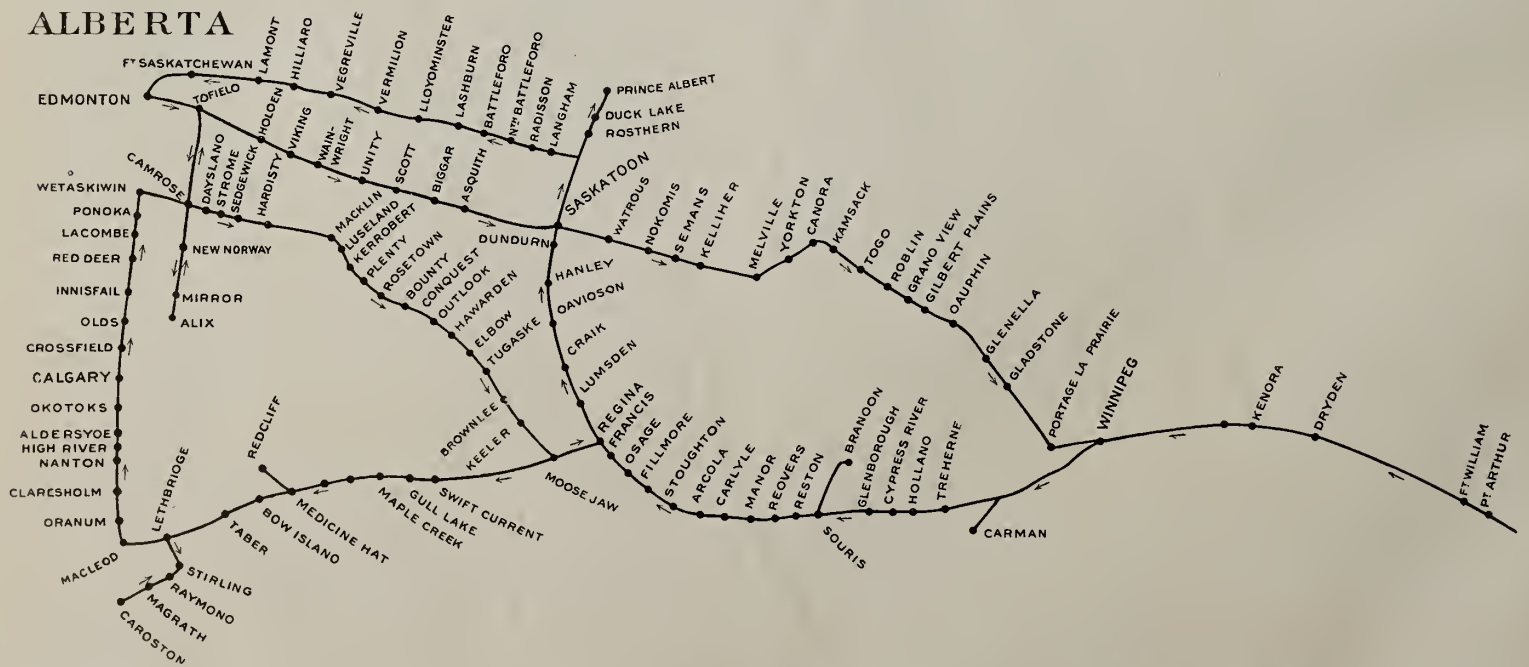 ALBERTA
FT SASKATCHEWAN
LAMONT
HILLIARO
VEGREVILLE
VERMILION
LLYOMINSTER
LASHBURN
BATTLEFORO
NTH BATTLEFORO
RADISSON
LANGHAM
PRINCE ALBERT
DUCK LAKE
ROSTHERN
EDMONTON
TOFIELO
HOLOEN
VIKING
WAIN-
WRIGHT
UNITY
SCOTT
BIGGAR
ASQUITH
SASKATOON
WATROUS
NOKOMIS
SEMANS
KELLIHER
MELVILLE
YORKTON
CANORA
KAMSACK
TOGO
ROBLIN
GRANO VIEW
GILBERT PLAINS
OAUPHIN
GLENELLA
GLADSTONE
PORTAGE LA PRAIRIE
WINNIPEG
KENORA
DRYDEN
FT WILLIAM
PT ARTHUR
CAMROSE
DAYSLANO
STROME
SEDGEWICK
HARDISTY
MACKLIN
LUSELAND
KERROBERT
PLENTY
ROSETOWN
BOUNTY
CONQUEST
OUTLOOK
HAWARDEN
ELBOW
TUGASKE
BROWNLEE
KEELER
MOOSE JAW
DUNDURN
HANLEY
OAVIOSON
CRAIK
LUMSDEN
REGINA
FRANCIS
OSAGE
FILLMORE
STOUGHTON
ARCOLA
CARLYLE
MANOR
REOVERS
RESTON
SOURIS
BRANOON
GLENBOROUGH
CYPRESS RIVER
HOLLANO
TREHERNE
CARMAN
WETASKIWIN
PONOKA
LACOMBE
RED DEER
INNISFAIL
OLDS
CROSSFIELD
CALGARY
OKOTOKS
ALDERSYOE
HIGH RIVER
NANTON
CLARESHOLM
ORANUM
MACLEOD
NEW NORWAY
MIRROR
ALIX
LETHBRIOGE
STIRLING
RAYMONO
MAGRATH
CAROSTON
TABER
BOW ISLAND
MEDICINE HAT
REDCLIFF
MAPLE CREEK
GULL LAKE
SWIFT CURRENT